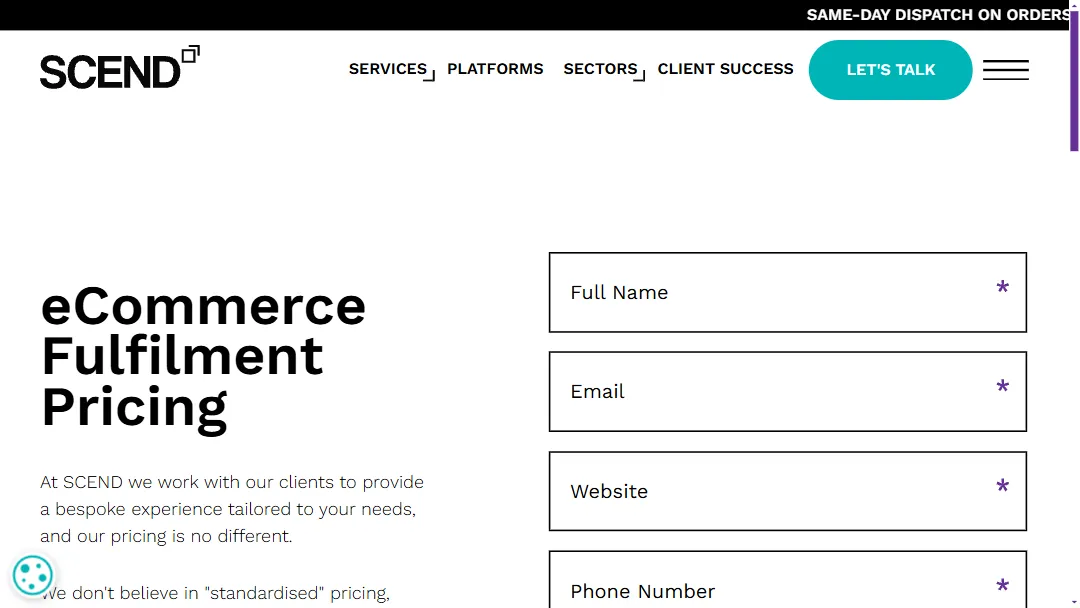 SAME-DAY DISPATCH ON ORDERS
SCEND
SERVICES PLATFORMS SECTORS CLIENT SUCCESS LET'S TALK
eCommerce
Fulfilment
Pricing
At SCEND we work with our clients to provide
a bespoke experience tailored to your needs,
and our pricing is no different.
We don't believe in "standardised" pricing,
Full Name *
Email *
Website *
Phone Number *